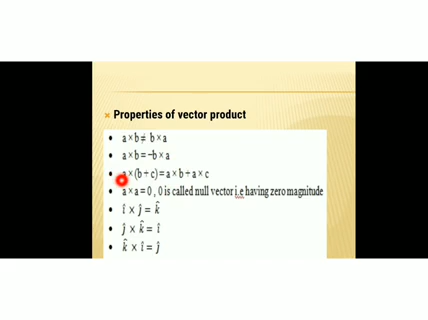 Properties of vector product
a × b ≠ b × a
a × b = −b × a
a × (b + c) = a × b + a × c
a × a = 0 , 0 is called null vector i.e having zero magnitude
î × ĵ = k̂
ĵ × k̂ = î
k̂ × î = ĵ